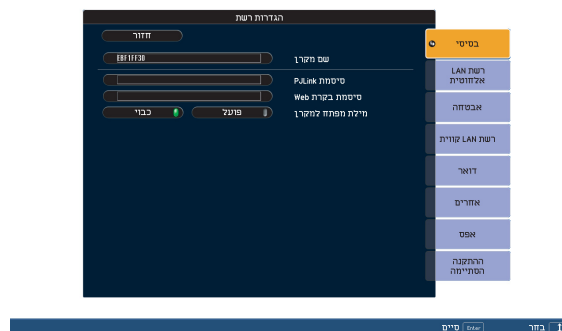 הגדרות רשת
חזור
שם מקרן EBF1FF30
סיסמת PJLink
סיסמת בקרת Web
מילת מפתח למקרן פועל כבוי
בסיסי
רשת LAN אלחוטית
אבטחה
רשת LAN קווית
דואר
אחרים
אפס
ההתקנה הסתיימה
בחר [Enter] סיים